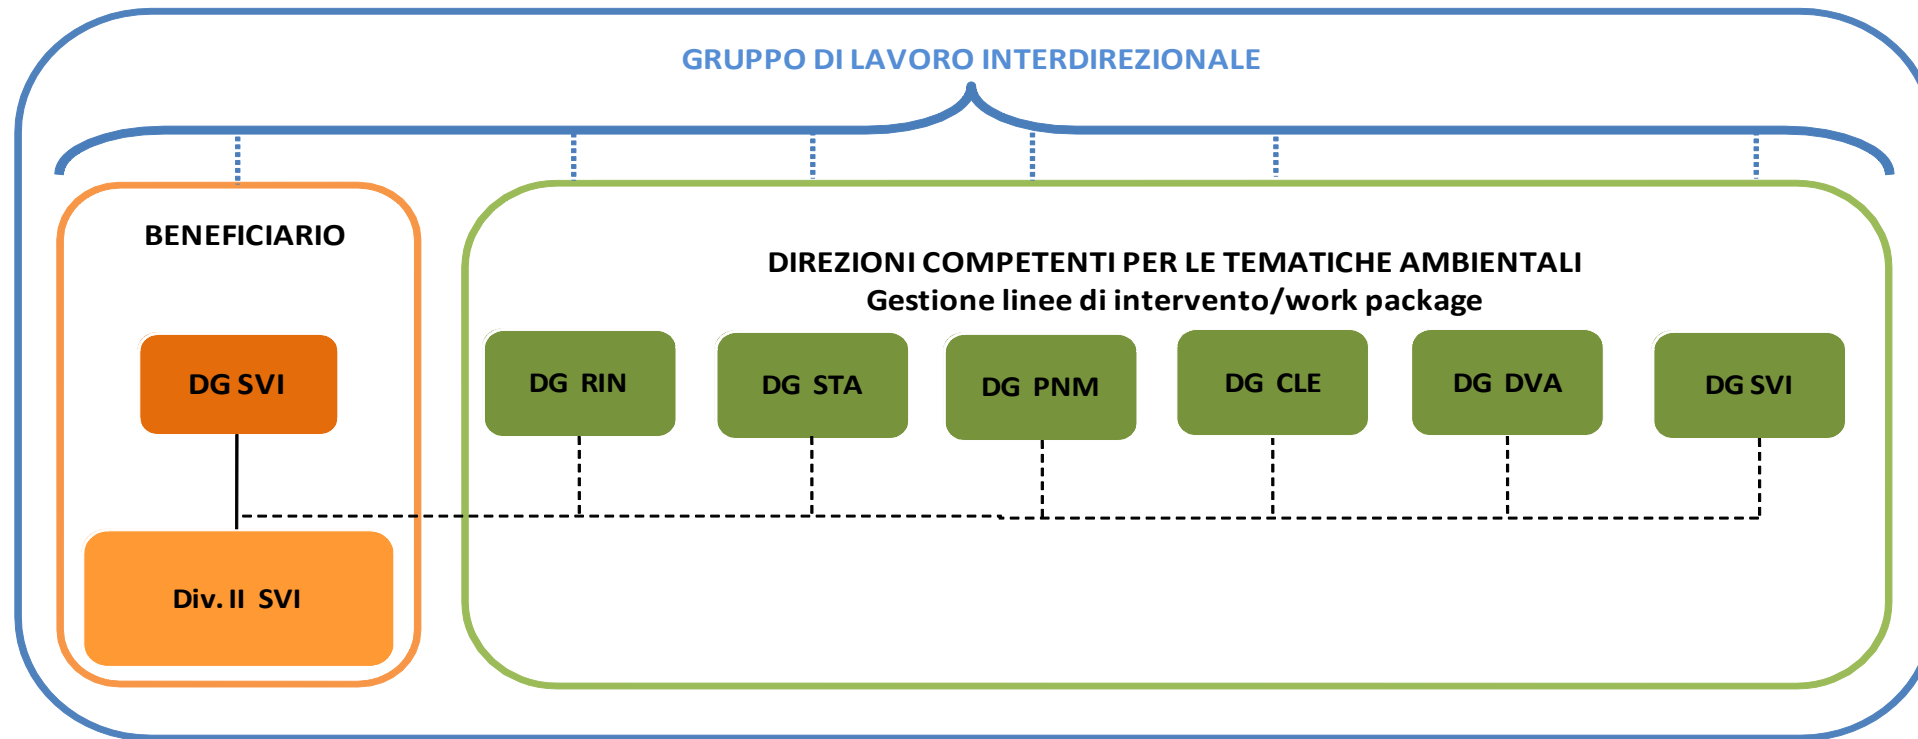 GRUPPO DI LAVORO INTERDIREZIONALE
BENEFICIARIO
DG SVI
Div. II SVI
DIREZIONI COMPETENTI PER LE TEMATICHE AMBIENTALI
Gestione linee di intervento/work package
DG RIN
DG STA
DG PNM
DG CLE
DG DVA
DG SVI